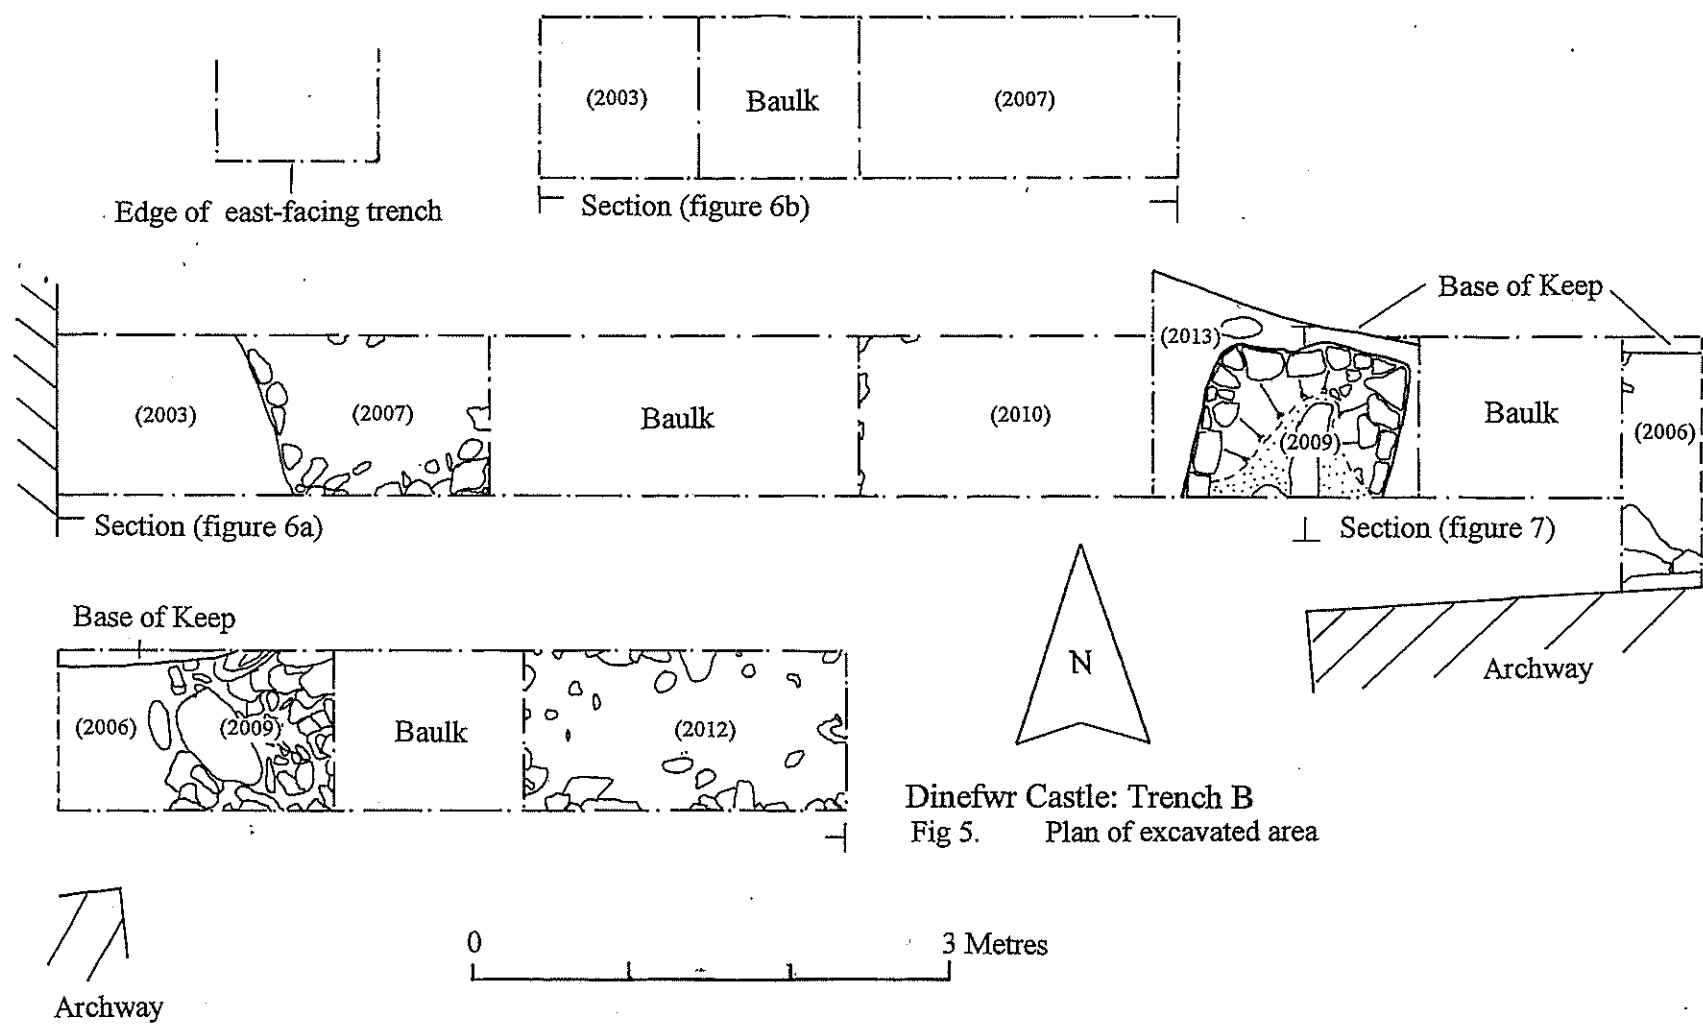 (2003)
Baulk
(2007)
Edge of east-facing trench
Section (figure 6b)
Base of Keep
(2013)
(2003)
(2007)
Baulk
(2010)
(2009)
Baulk
(2006)
Section (figure 6a)
Section (figure 7)
Base of Keep
N
Archway
(2006)
(2009)
Baulk
(2012)
Dinefwr Castle: Trench B
Fig 5. Plan of excavated area
0
3 Metres
Archway